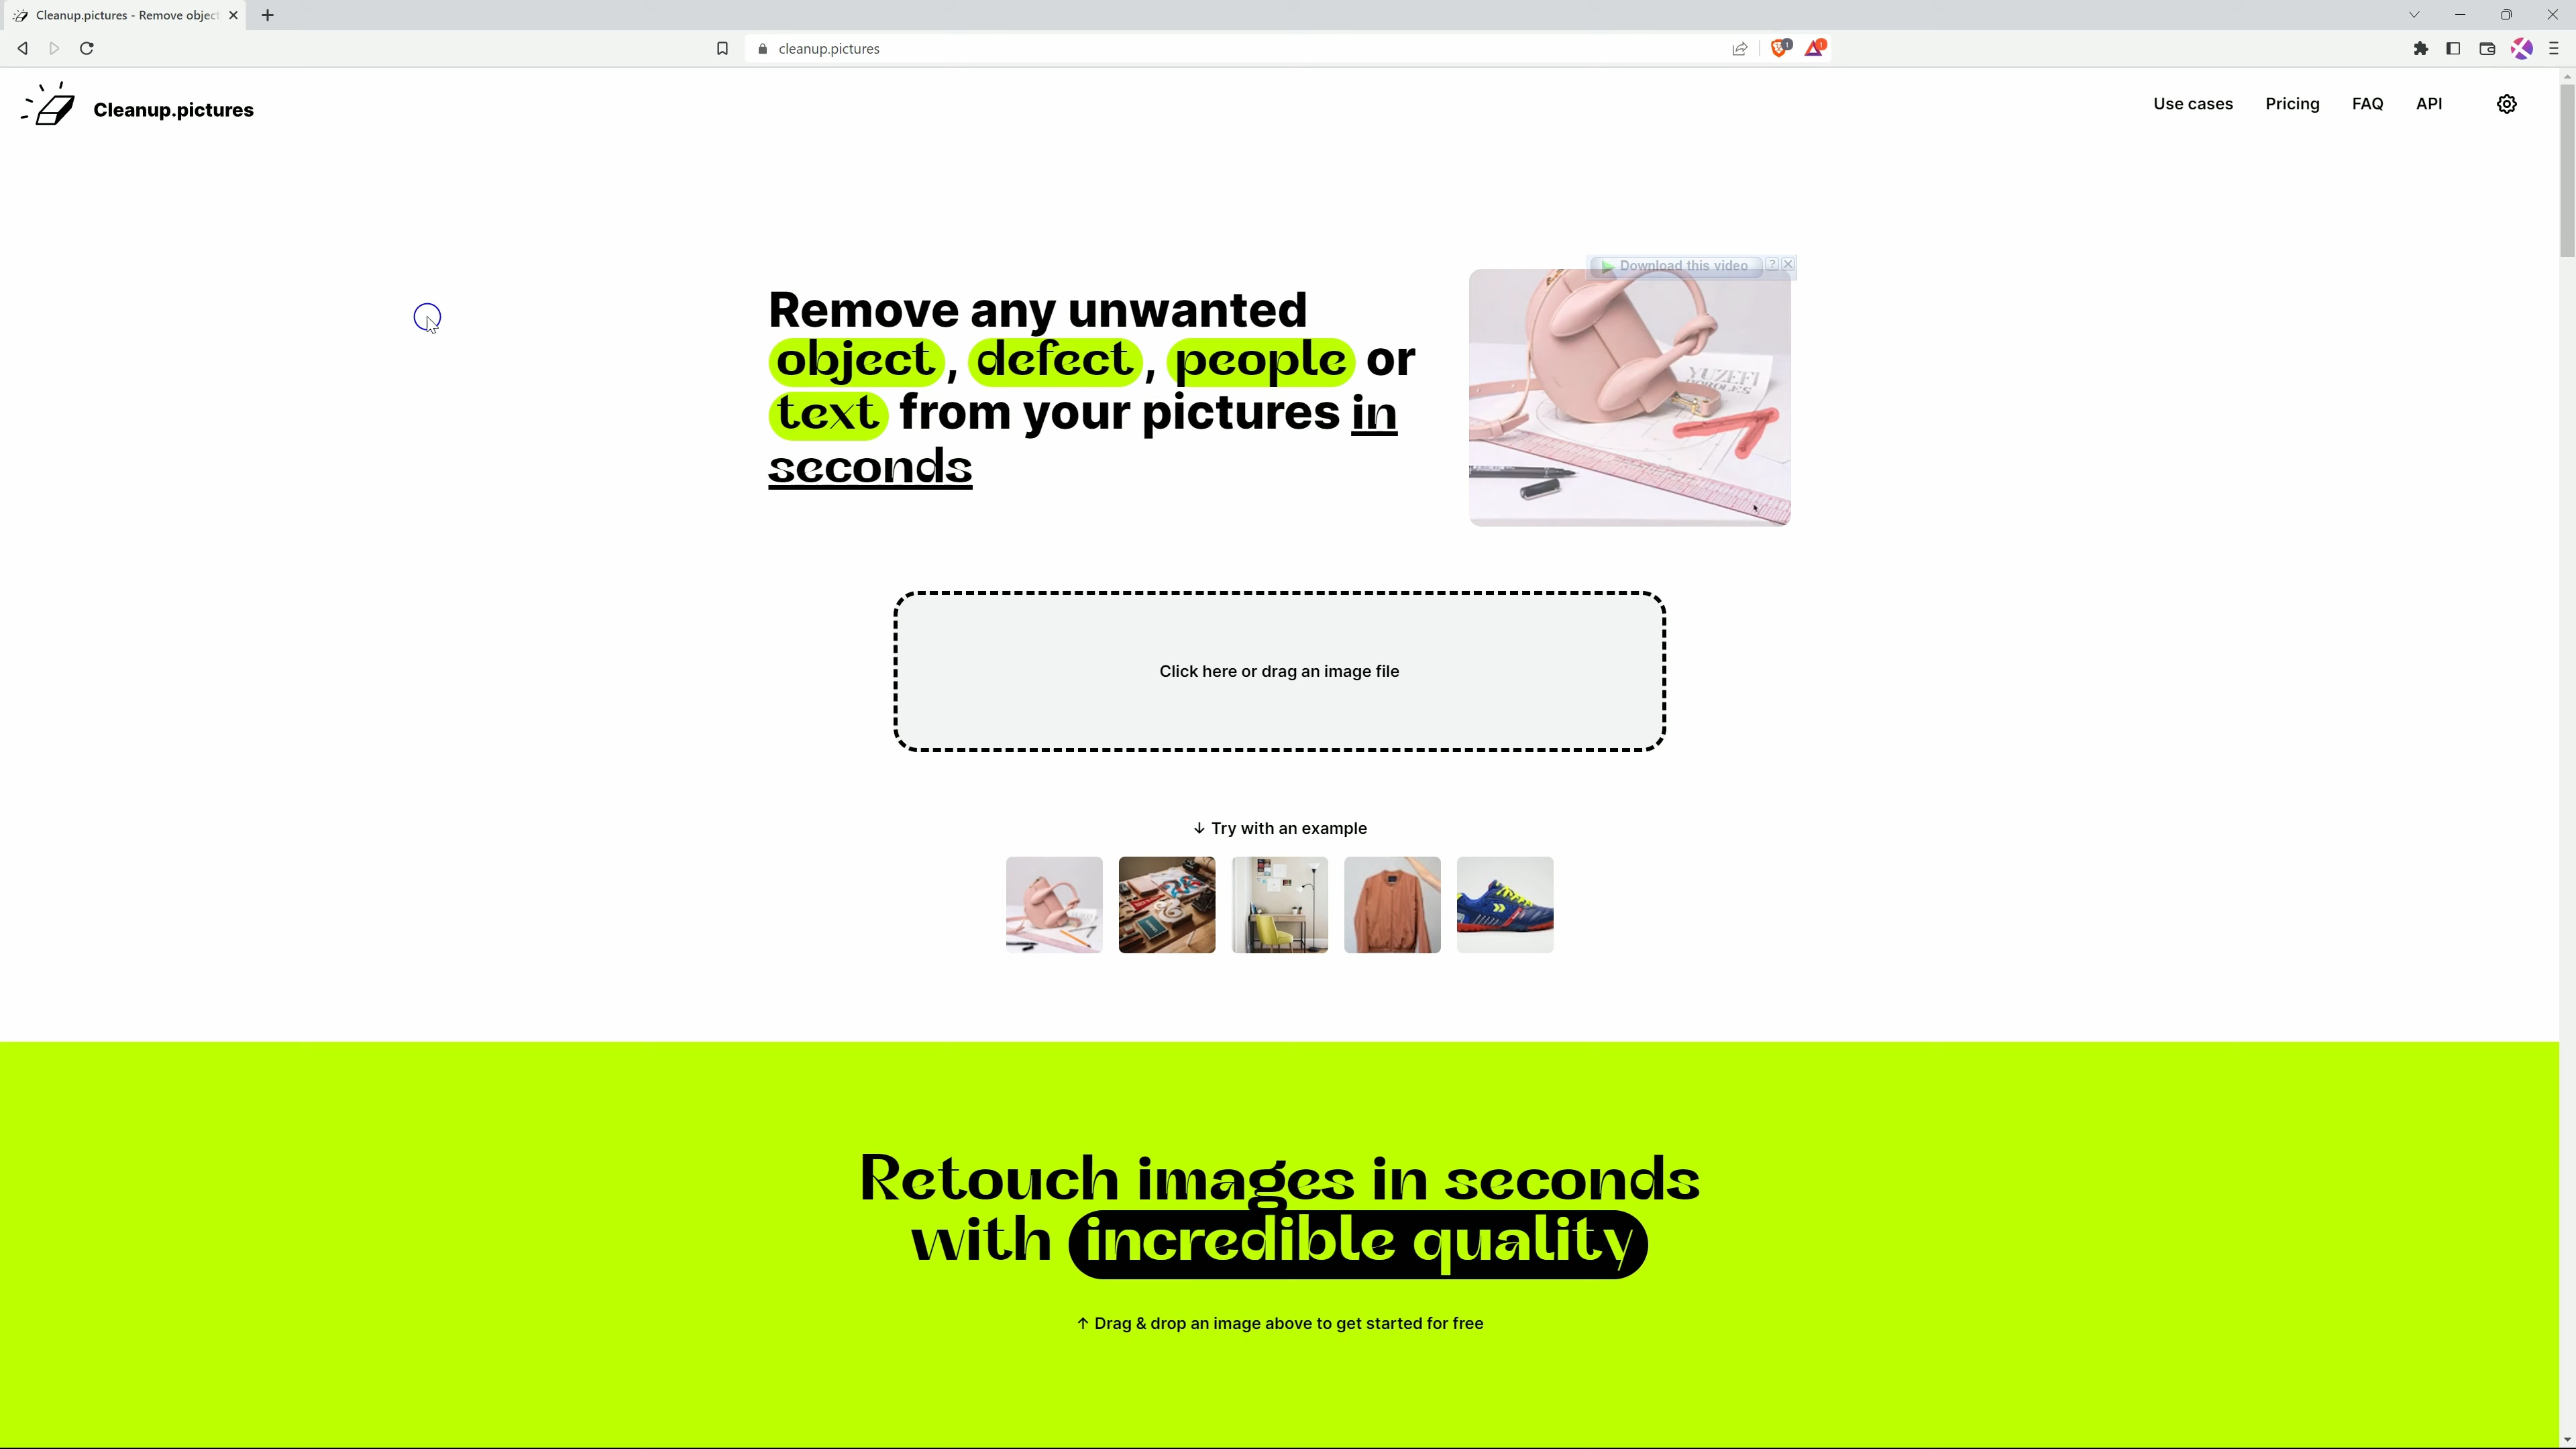 Cleanup.pictures - Remove object
cleanup.pictures
1
1
Cleanup.pictures
Use cases
Pricing
FAQ
API
Download this video
?
Remove any unwanted
object, defect, people or
text from your pictures in
seconds
YUZEFI
Click here or drag an image file
↓ Try with an example
Retouch images in seconds
with incredible quality
↑ Drag & drop an image above to get started for free